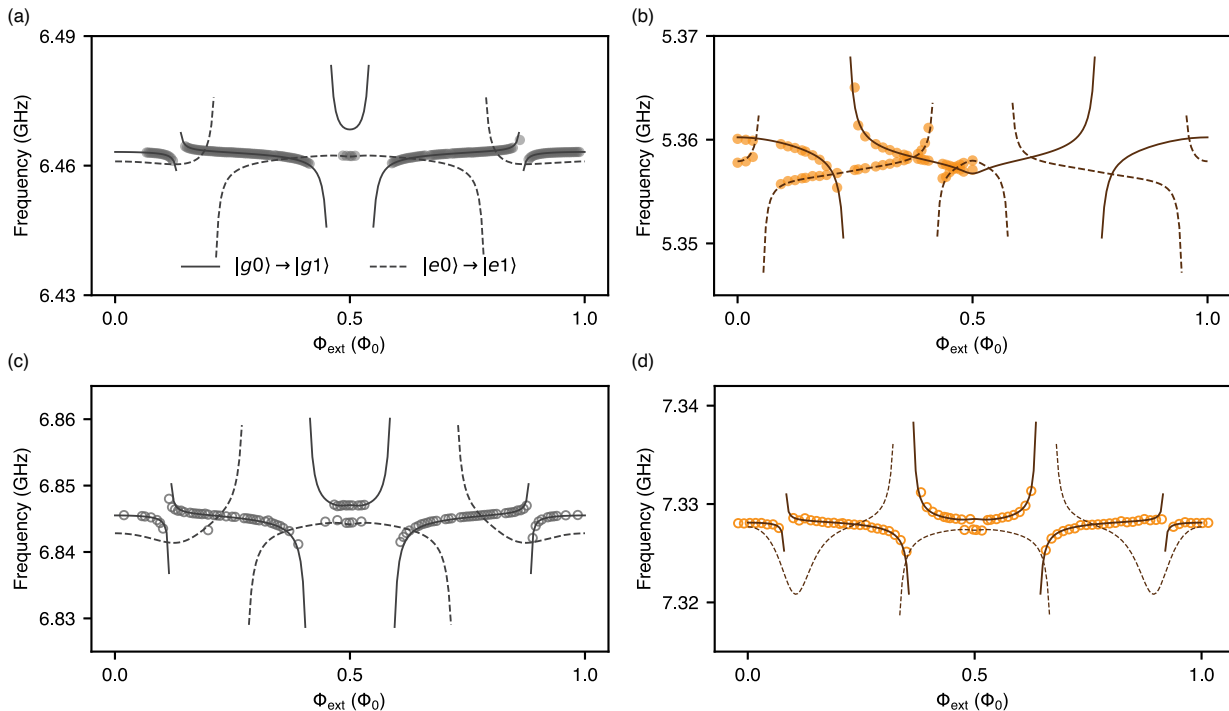 (a)
6.49
6.46
6.43
Frequency (GHz)
|g0⟩ → |g1⟩
|e0⟩ → |e1⟩
0.0
0.5
1.0
Φext (Φ0)
(b)
5.37
5.36
5.35
Frequency (GHz)
0.0
0.5
1.0
Φext (Φ0)
(c)
6.86
6.85
6.84
6.83
Frequency (GHz)
0.0
0.5
1.0
Φext (Φ0)
(d)
7.34
7.33
7.32
Frequency (GHz)
0.0
0.5
1.0
Φext (Φ0)